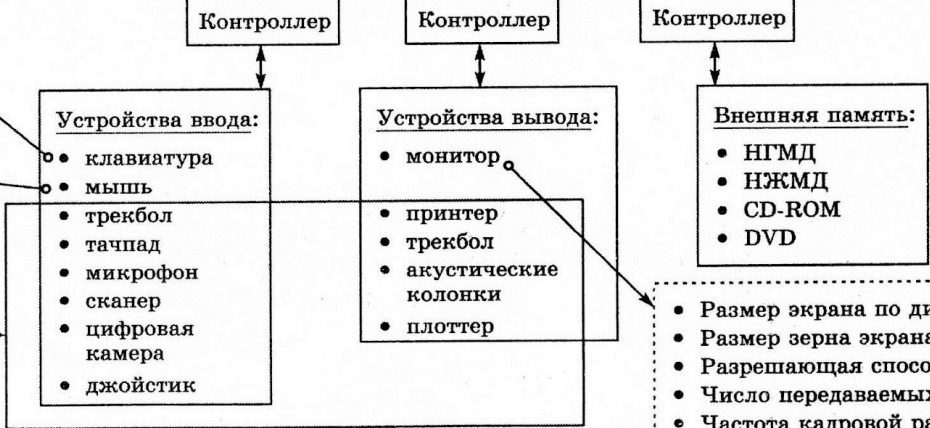 Контроллер
Контроллер
Контроллер
Устройства ввода:
• клавиатура
• мышь
• трекбол
• тачпад
• микрофон
• сканер
• цифровая
камера
• джойстик
Устройства вывода:
• монитор
• принтер
• трекбол
• акустические
колонки
• плоттер
Внешняя память:
• НГМД
• НЖМД
• CD-ROM
• DVD
• Размер экрана по ди
• Размер зерна экрана
• Разрешающая спосо
• Число передаваемых
• Частота кадровой ра